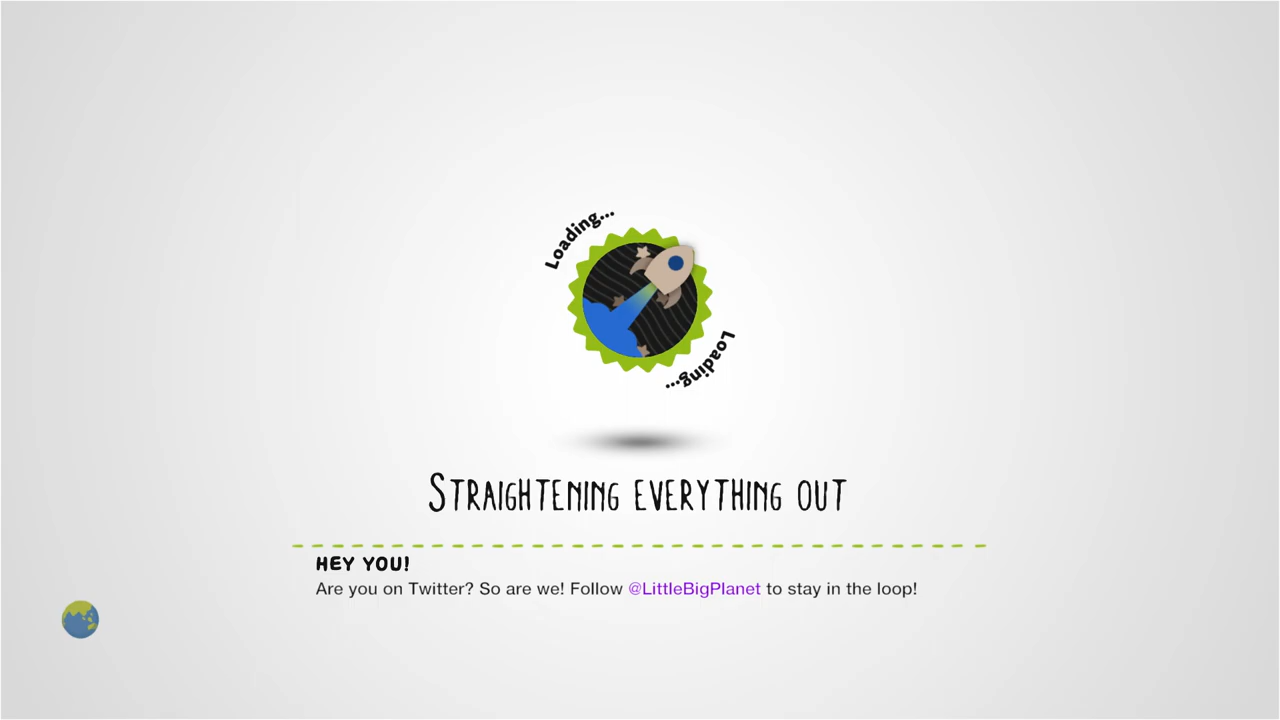 Loading...
Loading...
Straightening everything out
HEY YOU!
Are you on Twitter? So are we! Follow @LittleBigPlanet to stay in the loop!